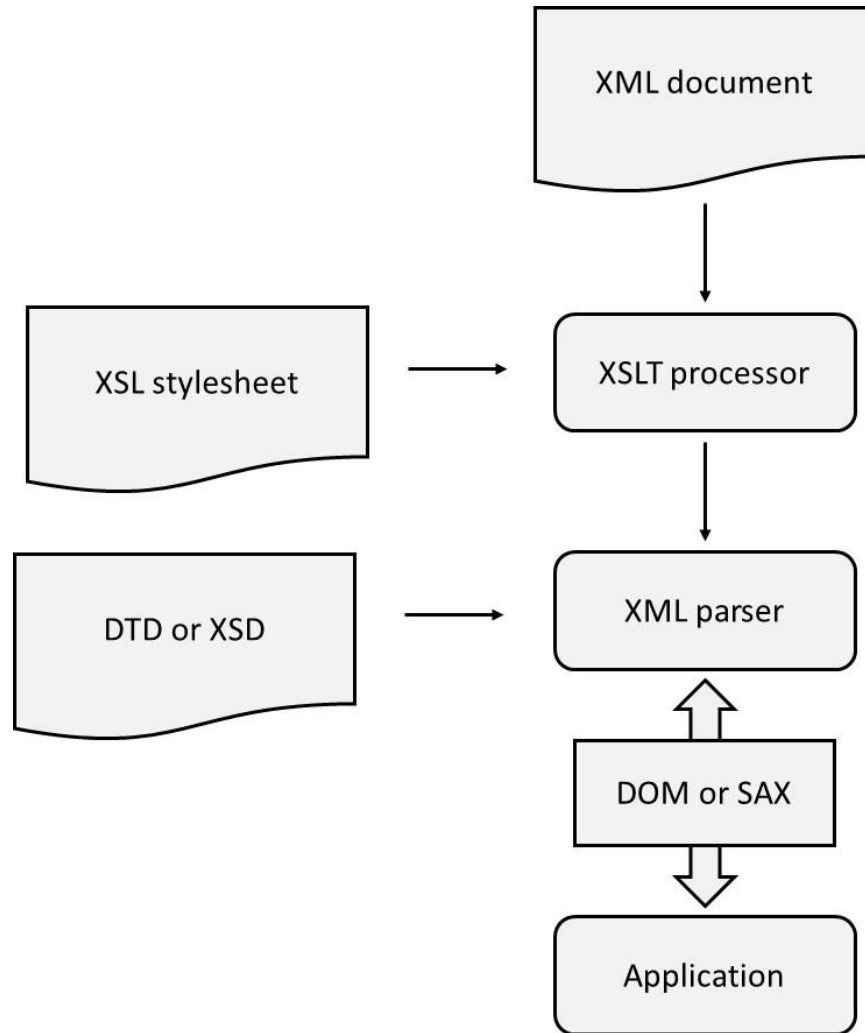 XML document
XSL stylesheet
XSLT processor
DTD or XSD
XML parser
DOM or SAX
Application